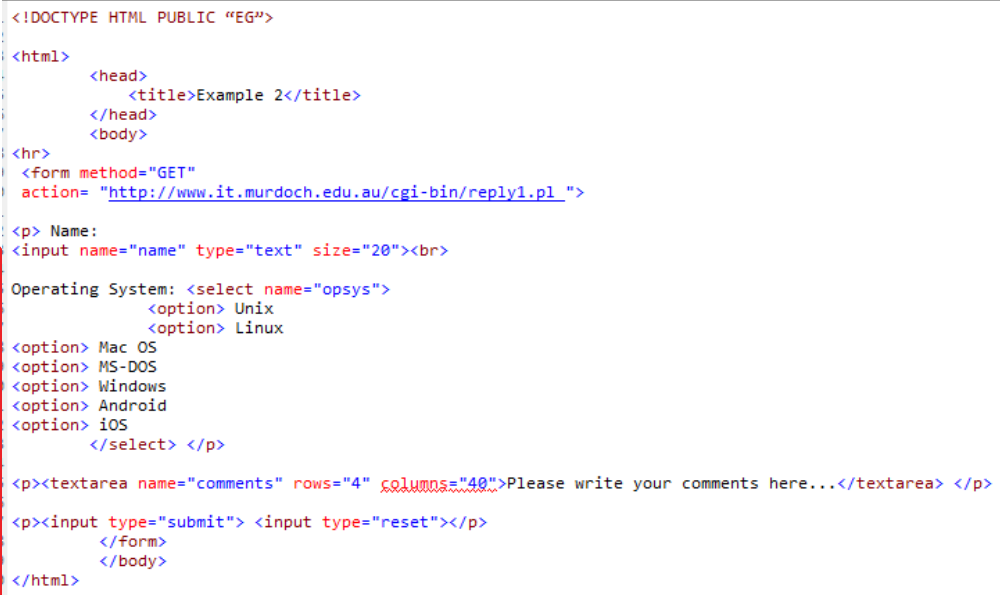 <!DOCTYPE HTML PUBLIC “EG”>
<html>
<head>
<title>Example 2</title>
</head>
<body>
<hr>
<form method="GET"
action= "http://www.it.murdoch.edu.au/cgi-bin/reply1.pl ">
<p> Name:
<input name="name" type="text" size="20"><br>
Operating System: <select name="opsys">
<option> Unix
<option> Linux
<option> Mac OS
<option> MS-DOS
<option> Windows
<option> Android
<option> iOS
</select> </p>
<p><textarea name="comments" rows="4" columns="40">Please write your comments here...</textarea> </p>
<p><input type="submit"> <input type="reset"></p>
</form>
</body>
</html>